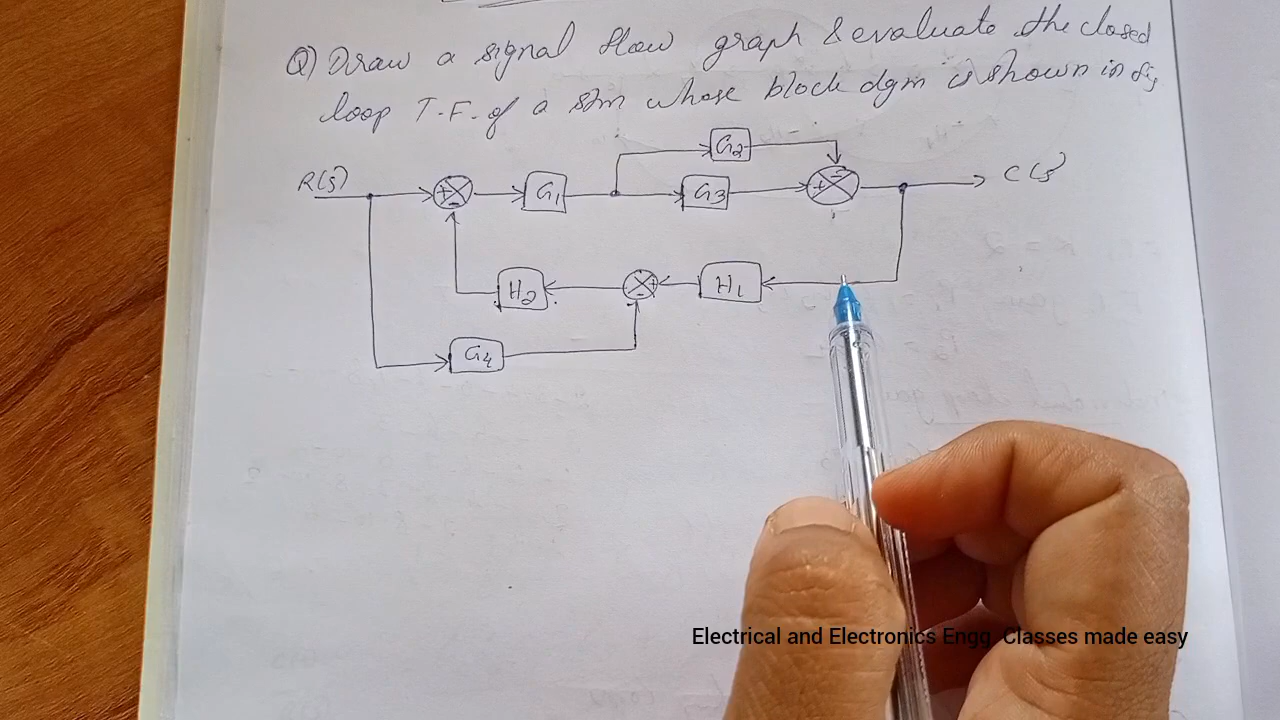 Q) Draw a signal flow graph & evaluate the closed
loop T.F. of a s/m whose block dgm is shown in fig
G2
R(s) + - G1 G3 + - C(s)
H2 - + H1
G4
Electrical and Electronics Engg. Classes made easy